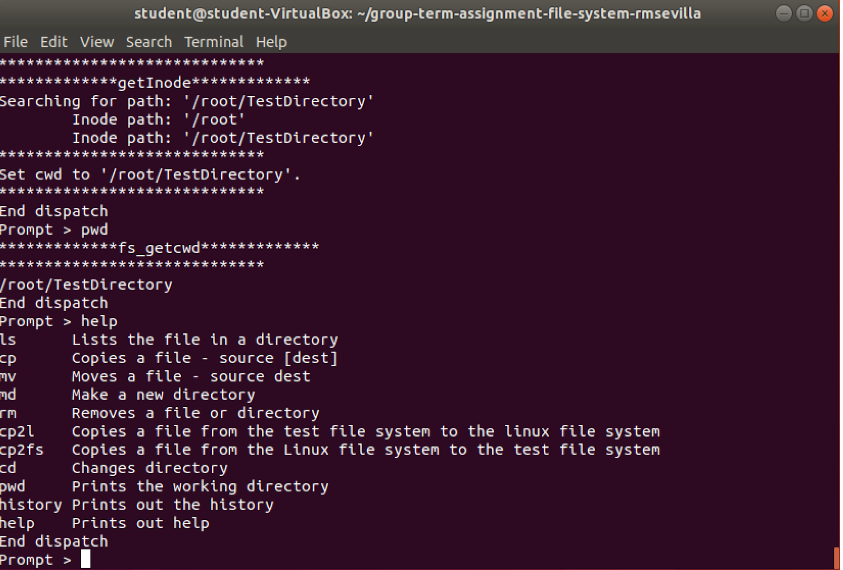 student@student-VirtualBox: ~/group-term-assignment-file-system-rmsevilla
File Edit View Search Terminal Help
*****************************
*************getInode*************
Searching for path: '/root/TestDirectory'
        Inode path: '/root'
        Inode path: '/root/TestDirectory'
*****************************
Set cwd to '/root/TestDirectory'.
*****************************
End dispatch
Prompt > pwd
*************fs_getcwd*************
*****************************
/root/TestDirectory
End dispatch
Prompt > help
ls      Lists the file in a directory
cp      Copies a file - source [dest]
mv      Moves a file - source dest
md      Make a new directory
rm      Removes a file or directory
cp2l    Copies a file from the test file system to the linux file system
cp2fs   Copies a file from the Linux file system to the test file system
cd      Changes directory
pwd     Prints the working directory
history Prints out the history
help    Prints out help
End dispatch
Prompt >